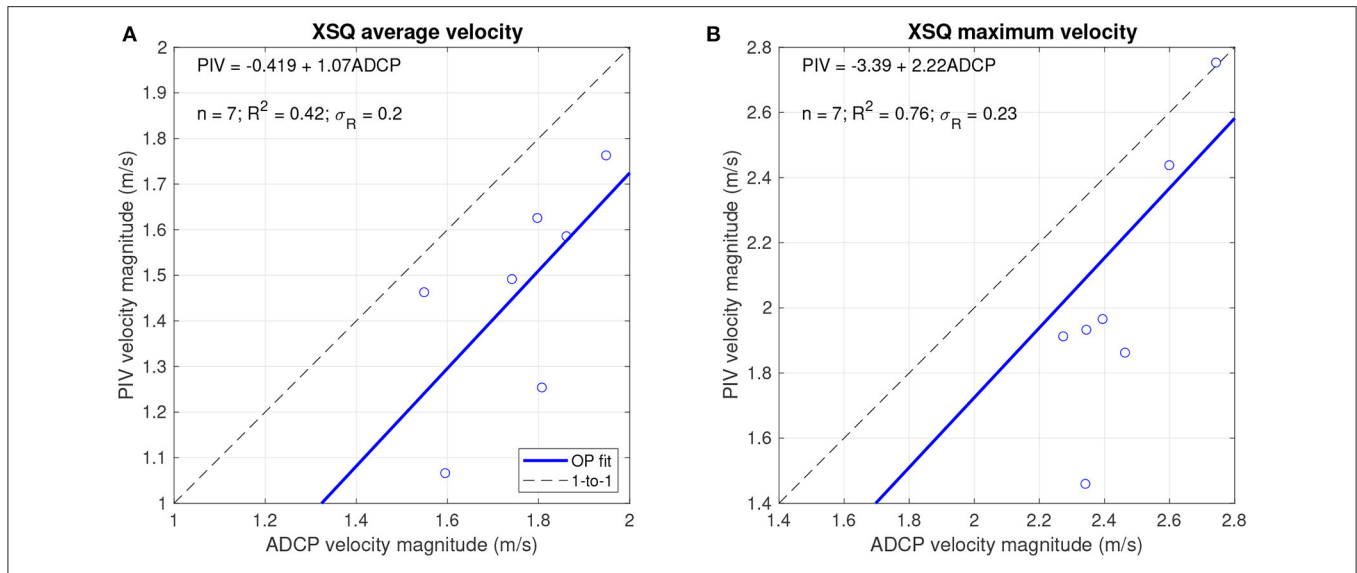 A
XSQ average velocity
PIV = -0.419 + 1.07ADCP
n = 7; R2 = 0.42; σR = 0.2
2
1.9
1.8
1.7
1.6
1.5
1.4
1.3
1.2
1.1
1
PIV velocity magnitude (m/s)
OP fit
1-to-1
1 1.2 1.4 1.6 1.8 2
ADCP velocity magnitude (m/s)
B
XSQ maximum velocity
PIV = -3.39 + 2.22ADCP
n = 7; R2 = 0.76; σR = 0.23
2.8
2.6
2.4
2.2
2
1.8
1.6
1.4
PIV velocity magnitude (m/s)
1.4 1.6 1.8 2 2.2 2.4 2.6 2.8
ADCP velocity magnitude (m/s)